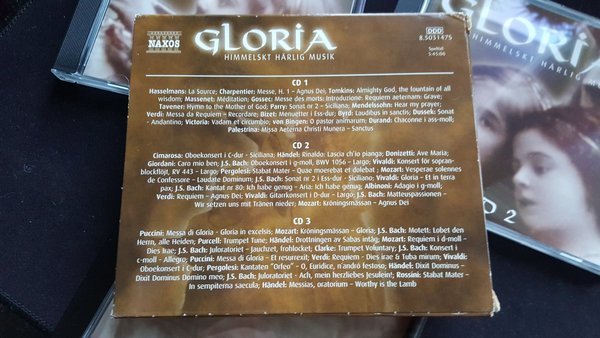 NAXOS
GLORIA
HIMMELSKT HÄRLIG MUSIK
DDD
8.5031475
Speltid:
3:45:06
CD 1
Hasselmans: La Source; Charpentier: Messe, H. 1 – Agnus Dei; Tomkins: Almighty God, the fountain of all
wisdom; Massenet: Méditation; Gossec: Messe des morts: Introduzione: Requiem aeternam; Grave;
Tavener: Hymn to the Mother of God; Parry: Sonat nr 2 – Siciliano; Mendelssohn: Hear my prayer;
Verdi: Messa da Requiem – Recordare; Bizet: Menuetter i Ess-dur; Byrd: Laudibus in sanctis; Dussek: Sonat
– Andantino; Victoria: Vadam et circumibo; von Bingen: O pastor animarum; Durand: Chaconne i ass-moll;
Palestrina: Missa Aeterna Christi Munera – Sanctus
CD 2
Cimarosa: Oboekonsert i C-dur – Siciliana; Händel: Rinaldo: Lascia ch'io pianga; Donizetti: Ave Maria;
Giordani: Caro mio ben; J.S. Bach: Konsert i g-moll, BWV 1056 – Largo; Vivaldi: Konsert för sopran-
blockflöjt, RV 443 – Largo; Pergolesi: Stabat Mater – Quae moerebat et dolebat; Mozart: Vesperae solennes
de Confessore – Laudate Dominum; J.S. Bach: Sonat nr 2 i Ess-dur – Siciliano; Vivaldi: Gloria – Et in terra
pax; J.S. Bach: Kantat nr 80: Ich habe genug – Aria: Ich habe genug; Albinoni: Adagio i g-moll;
Verdi: Requiem – Agnus Dei; Vivaldi: Gitarrkonsert i D-dur – Largo; J.S. Bach: Matteuspassionen –
Wir setzen uns mit Tränen nieder; Mozart: Kröningsmässan – Agnus Dei
CD 3
Puccini: Messa di Gloria – Gloria in excelsis; Mozart: Kröningsmässan – Gloria; J.S. Bach: Motett: Lobet den
Herrn, alle Heiden; Purcell: Trumpet Tune; Händel: Drottningen av Sabas intåg; Mozart: Requiem i d-moll –
Dies irae; J.S. Bach: Juloratoriet – Jauchzet, frohlocket; Clarke: Trumpet Voluntary; J.S. Bach: Konsert i
c-moll – Allegro; Puccini: Messa di Gloria – Et resurrexit; Verdi: Requiem – Dies irae & Tuba mirum; Vivaldi:
Oboekonsert i C-dur; Pergolesi: Kantaten "Orfeo" – O, Euridice, n'andrò festoso; Händel: Dixit Dominus –
Dixit Dominus Domino meo; J.S. Bach: Juloratoriet – Ach, mein herzliebes Jesulein!; Rossini: Stabat Mater –
In sempiterna saecula; Händel: Messias, oratorium – Worthy is the Lamb
GLORI
HIMMELSKT HÄRLIG
CD 2